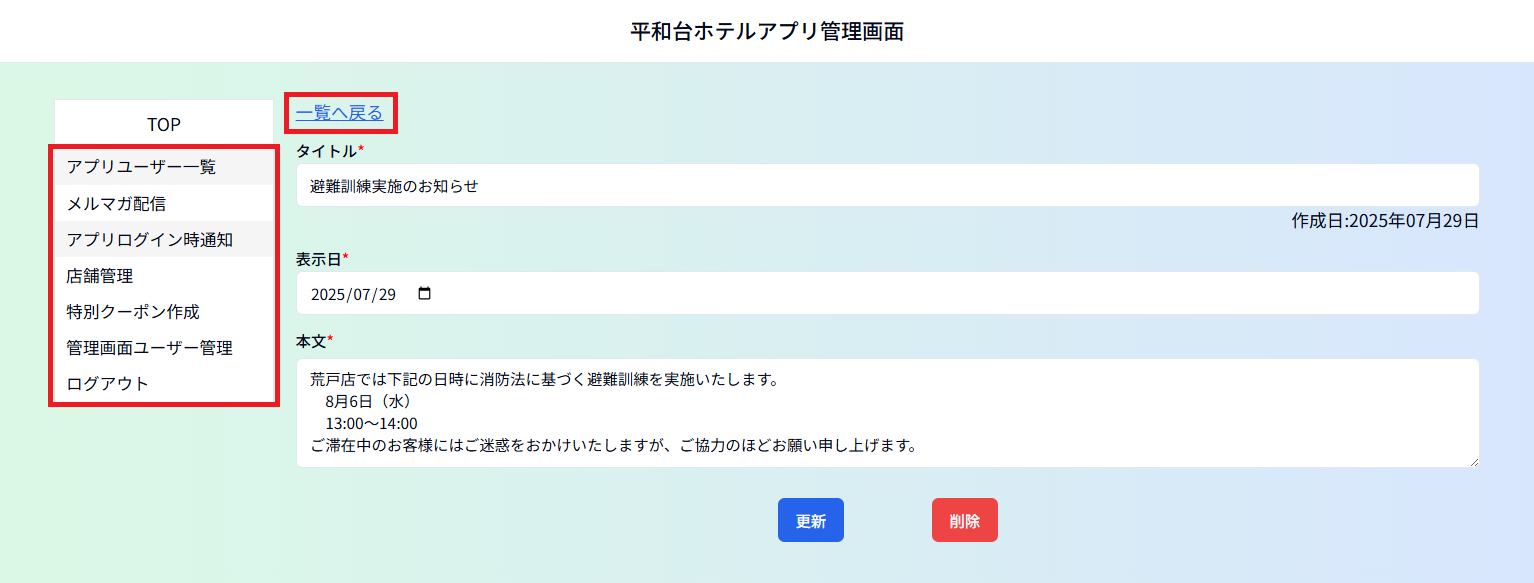 平和台ホテルアプリ管理画面
TOP
アプリユーザー一覧
メルマガ配信
アプリログイン時通知
店舗管理
特別クーポン作成
管理画面ユーザー管理
ログアウト
一覧へ戻る
タイトル*
避難訓練実施のお知らせ
作成日:2025年07月29日
表示日*
2025/07/29
本文*
荒戸店では下記の日時に消防法に基づく避難訓練を実施いたします。
8月6日（水）
13:00～14:00
ご滞在中のお客様にはご迷惑をおかけいたしますが、ご協力のほどお願い申し上げます。
更新
削除